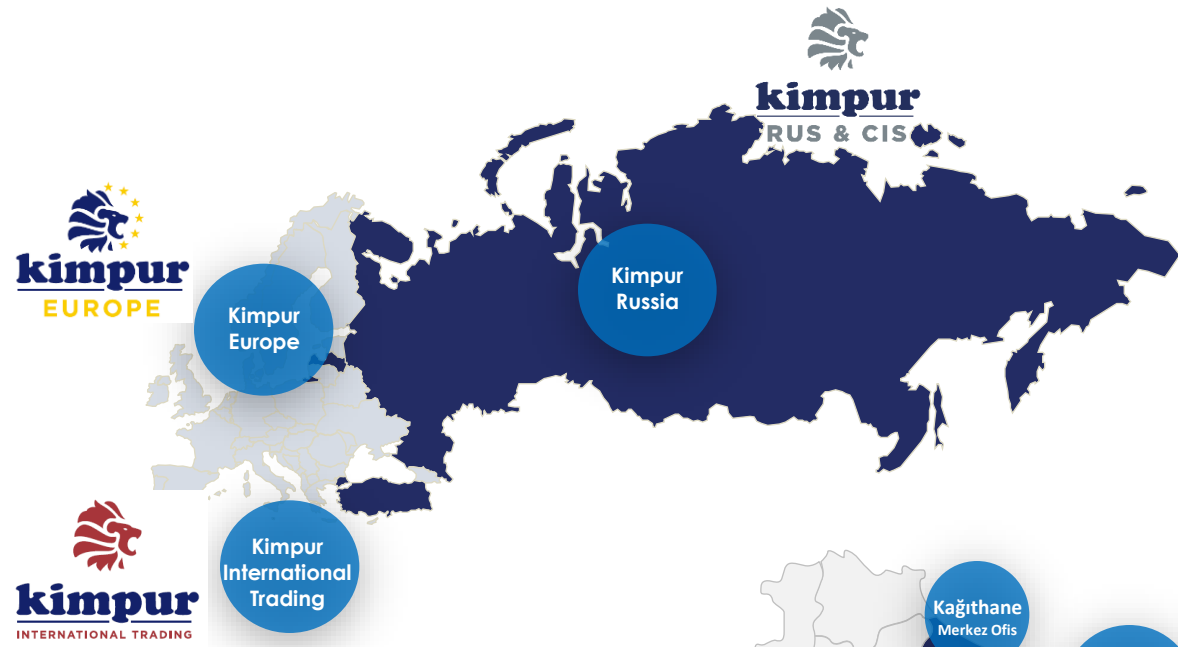 kimpur
RUS & CIS
kimpur
EUROPE
Kimpur
Russia
Kimpur
Europe
kimpur
INTERNATIONAL TRADING
Kimpur
International
Trading
Kağıthane
Merkez Ofis